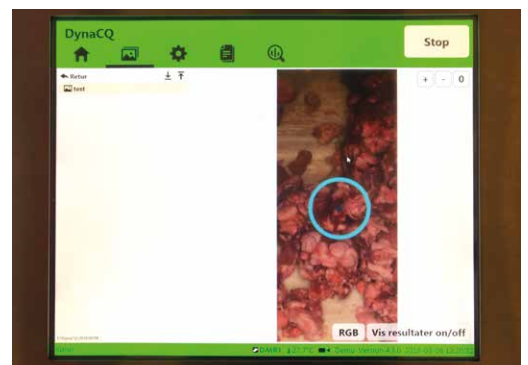 DynaCQ
Stop
Retur
test
+ - 0
RGB Vis resultater on/off